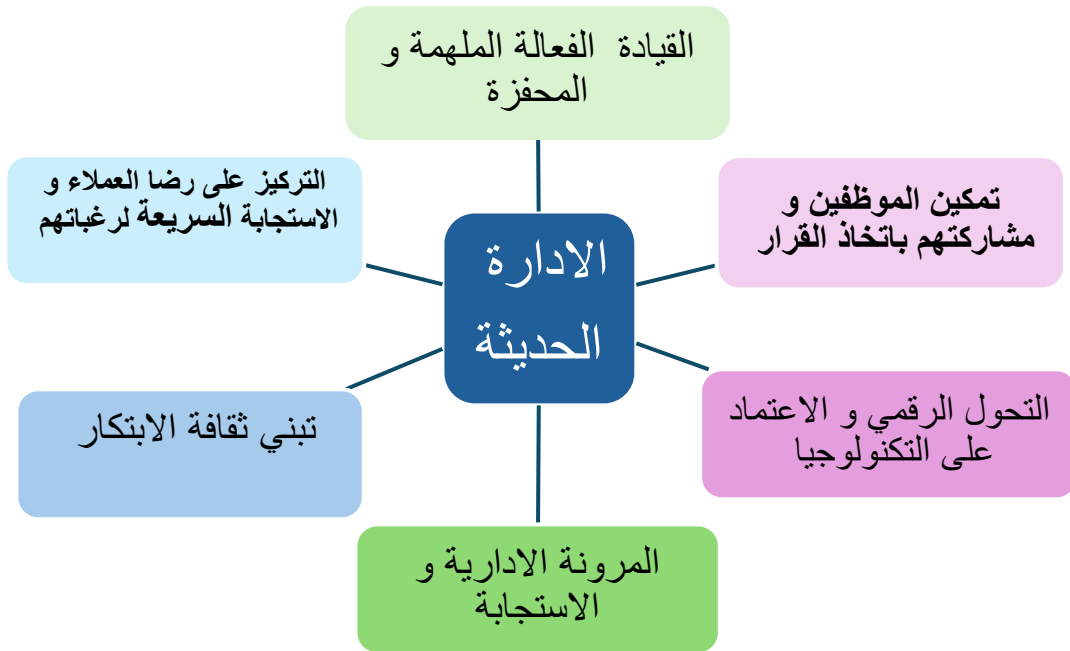 القيادة الفعالة الملهمة و
المحفزة
تمكين الموظفين و
مشاركتهم باتخاذ القرار
التحول الرقمي و الاعتماد
على التكنولوجيا
المرونة الادارية و
الاستجابة
تبني ثقافة الابتكار
التركيز على رضا العملاء و
الاستجابة السريعة لرغباتهم
الادارة
الحديثة